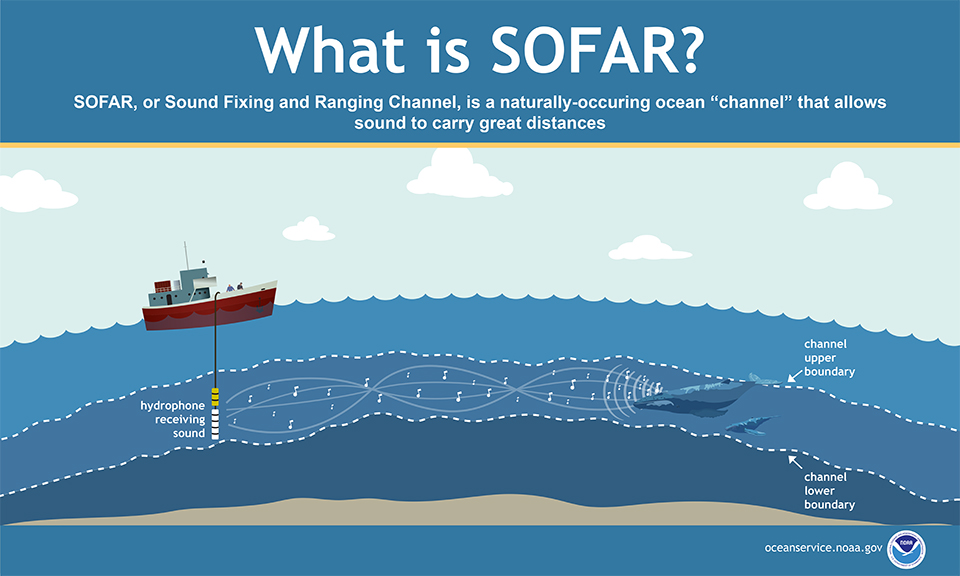 What is SOFAR?
SOFAR, or Sound Fixing and Ranging Channel, is a naturally-occuring ocean “channel” that allows
sound to carry great distances
channel
upper
boundary
hydrophone
receiving
sound
channel
lower
boundary
oceanservice.noaa.gov
NOAA